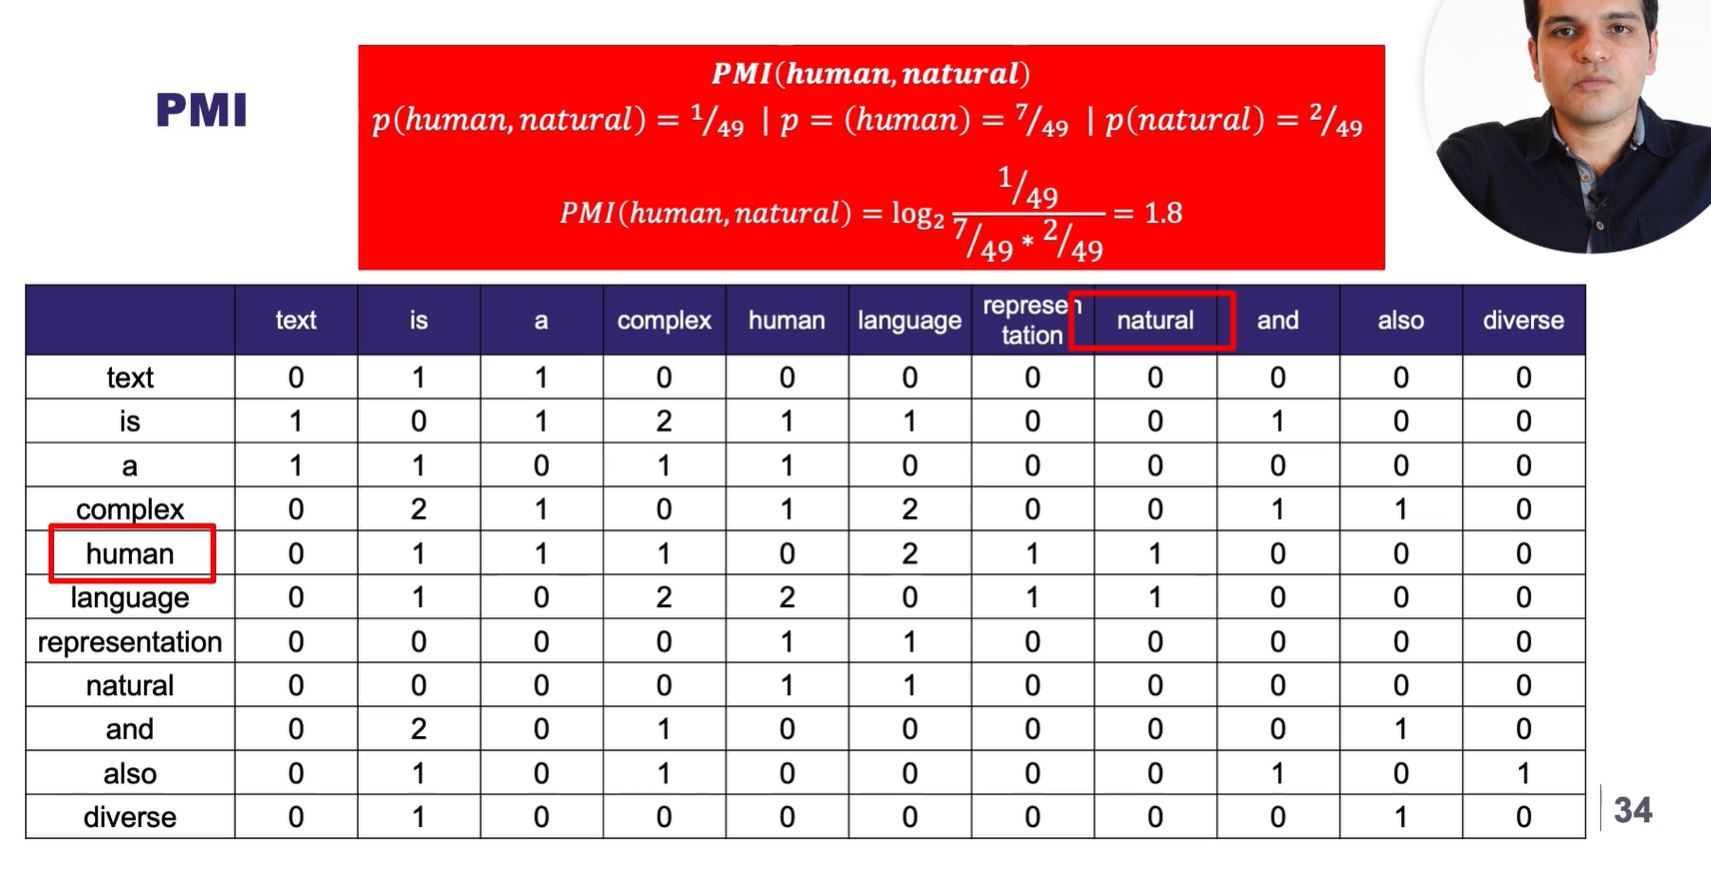 PMI
PMI(human, natural)
p(human, natural) = 1/49 | p = (human) = 7/49 | p(natural) = 2/49
PMI(human, natural) = log2 1/49 / 7/49 * 2/49 = 1.8
text is a complex human language represen tation natural and also diverse
text 0 1 1 0 0 0 0 0 0 0 0
is 1 0 1 2 1 1 0 0 1 0 0
a 1 1 0 1 1 0 0 0 0 0 0
complex 0 2 1 0 1 2 0 0 1 1 0
human 0 1 1 1 0 2 1 1 0 0 0
language 0 1 0 2 2 0 1 1 0 0 0
representation 0 0 0 0 1 1 0 0 0 0 0
natural 0 0 0 0 1 1 0 0 0 0 0
and 0 2 0 1 0 0 0 0 0 1 0
also 0 1 0 1 0 0 0 0 1 0 1
diverse 0 1 0 0 0 0 0 0 0 1 0
34